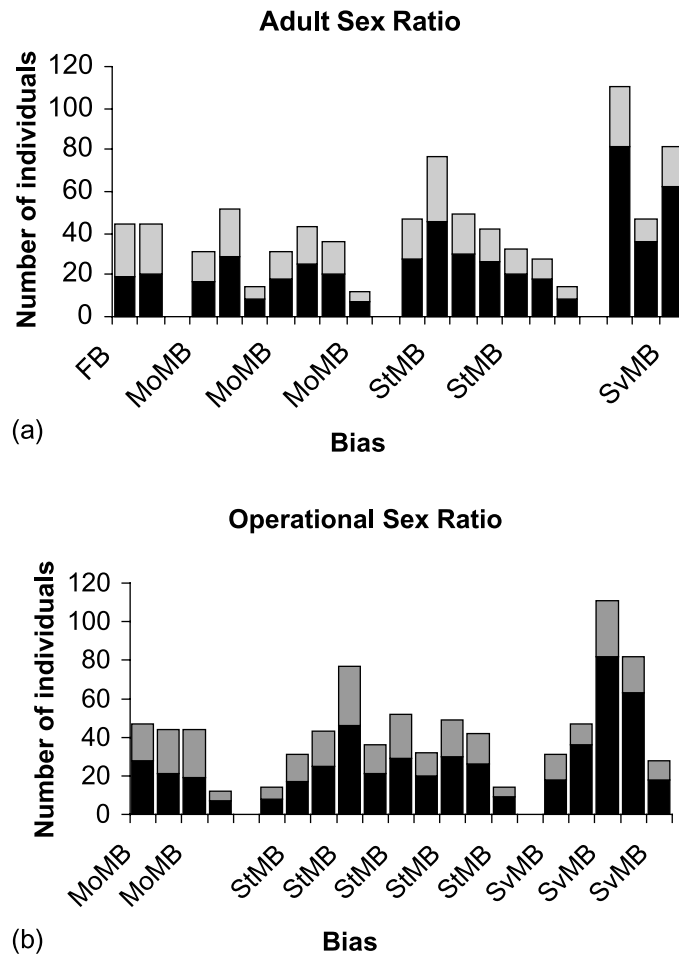 Adult Sex Ratio
Number of individuals
120
100
80
60
40
20
0
FB
MoMB
MoMB
MoMB
StMB
StMB
SvMB
(a)
Bias
Operational Sex Ratio
Number of individuals
120
100
80
60
40
20
0
MoMB
MoMB
StMB
StMB
StMB
StMB
StMB
SvMB
SvMB
SvMB
(b)
Bias